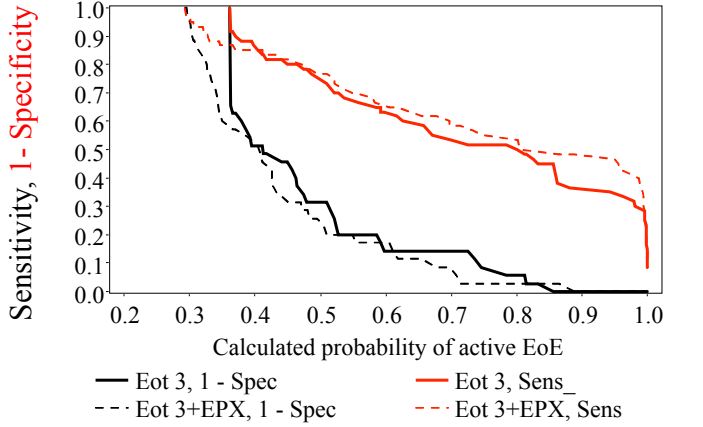 Sensitivity, 1- Specificity
1.0
0.9
0.8
0.7
0.6
0.5
0.4
0.3
0.2
0.1
0.0
0.2 0.3 0.4 0.5 0.6 0.7 0.8 0.9 1.0
Calculated probability of active EoE
Eot 3, 1 - Spec Eot 3, Sens_
Eot 3+EPX, 1 - Spec Eot 3+EPX, Sens